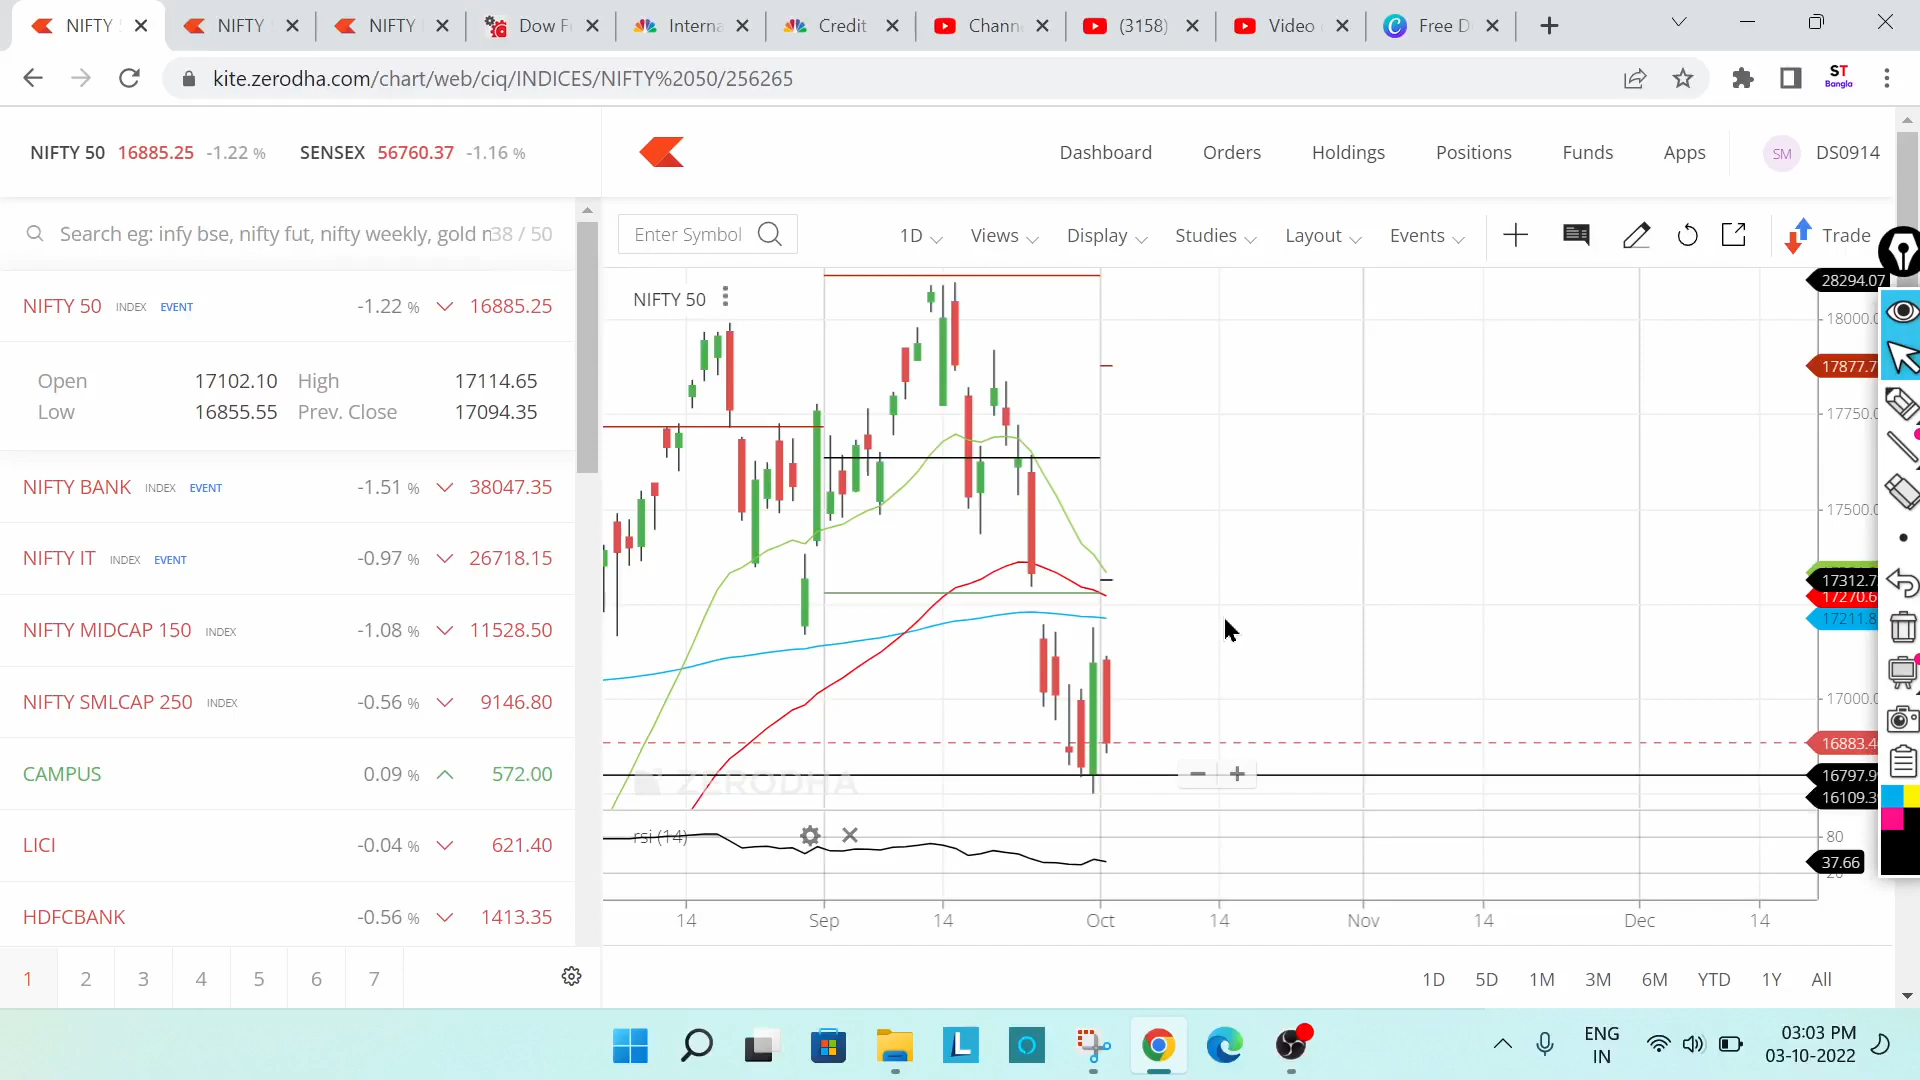 NIFTY
NIFTY
NIFTY
Dow F
Interna
Credit
Chann
(3158)
Video
Free D
kite.zerodha.com/chart/web/ciq/INDICES/NIFTY%2050/256265
ST
Bangla
NIFTY 50 16885.25 -1.22 % SENSEX 56760.37 -1.16 %
Dashboard Orders Holdings Positions Funds Apps SM DS0914
Search eg: infy bse, nifty fut, nifty weekly, gold m 38 / 50
Enter Symbol 1D Views Display Studies Layout Events Trade
NIFTY 50 INDEX EVENT -1.22 % 16885.25
Open 17102.10 High 17114.65
Low 16855.55 Prev. Close 17094.35
NIFTY BANK INDEX EVENT -1.51 % 38047.35
NIFTY IT INDEX EVENT -0.97 % 26718.15
NIFTY MIDCAP 150 INDEX -1.08 % 11528.50
NIFTY SMLCAP 250 INDEX -0.56 % 9146.80
CAMPUS 0.09 % 572.00
LICI -0.04 % 621.40
HDFCBANK -0.56 % 1413.35
1 2 3 4 5 6 7
NIFTY 50
28294.07
18000.0
17877.7
17750.0
17500.0
17312.7
17270.6
17211.8
17000.0
16883.4
16797.9
16109.3
ZERODHA
rsi (14)
80
37.66
20
14 Sep 14 Oct 14 Nov 14 Dec 14
1D 5D 1M 3M 6M YTD 1Y All
ENG
IN
03:03 PM
03-10-2022